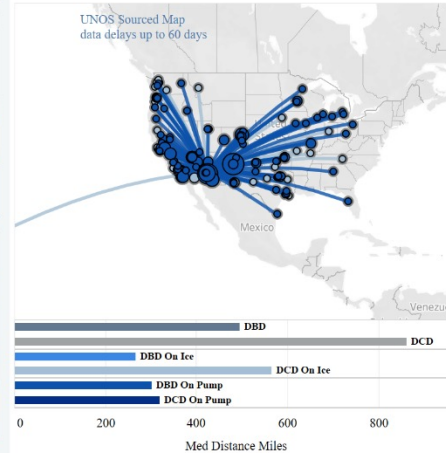 UNOS Sourced Map
data delays up to 60 days
United
Mexico
Venezu
DBD
DCD
DBD On Ice
DCD On Ice
DBD On Pump
DCD On Pump
0 200 400 600 800
Med Distance Miles